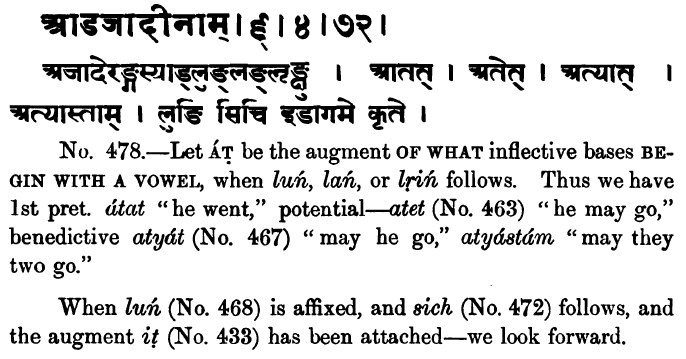 आडजादीनाम् । ६ । ४ । ७२ ।
अजादेरङ्गस्याड्लुङ्लङ्लृङ्क्षु । आतत् । अतेत् । अत्यात् ।
अत्यास्ताम् । लुङि सिचि इडागमे कृते ।
No. 478.—Let ÁṬ be the augment OF WHAT inflective bases BE-
GIN WITH A VOWEL, when luń, lań, or lṛiń follows. Thus we have
1st pret. átat “he went,” potential—atet (No. 463) “he may go,”
benedictive atyát (No. 467) “may he go,” atyástám “may they
two go.”
When luń (No. 468) is affixed, and sich (No. 472) follows, and
the augment iṭ (No. 433) has been attached—we look forward.